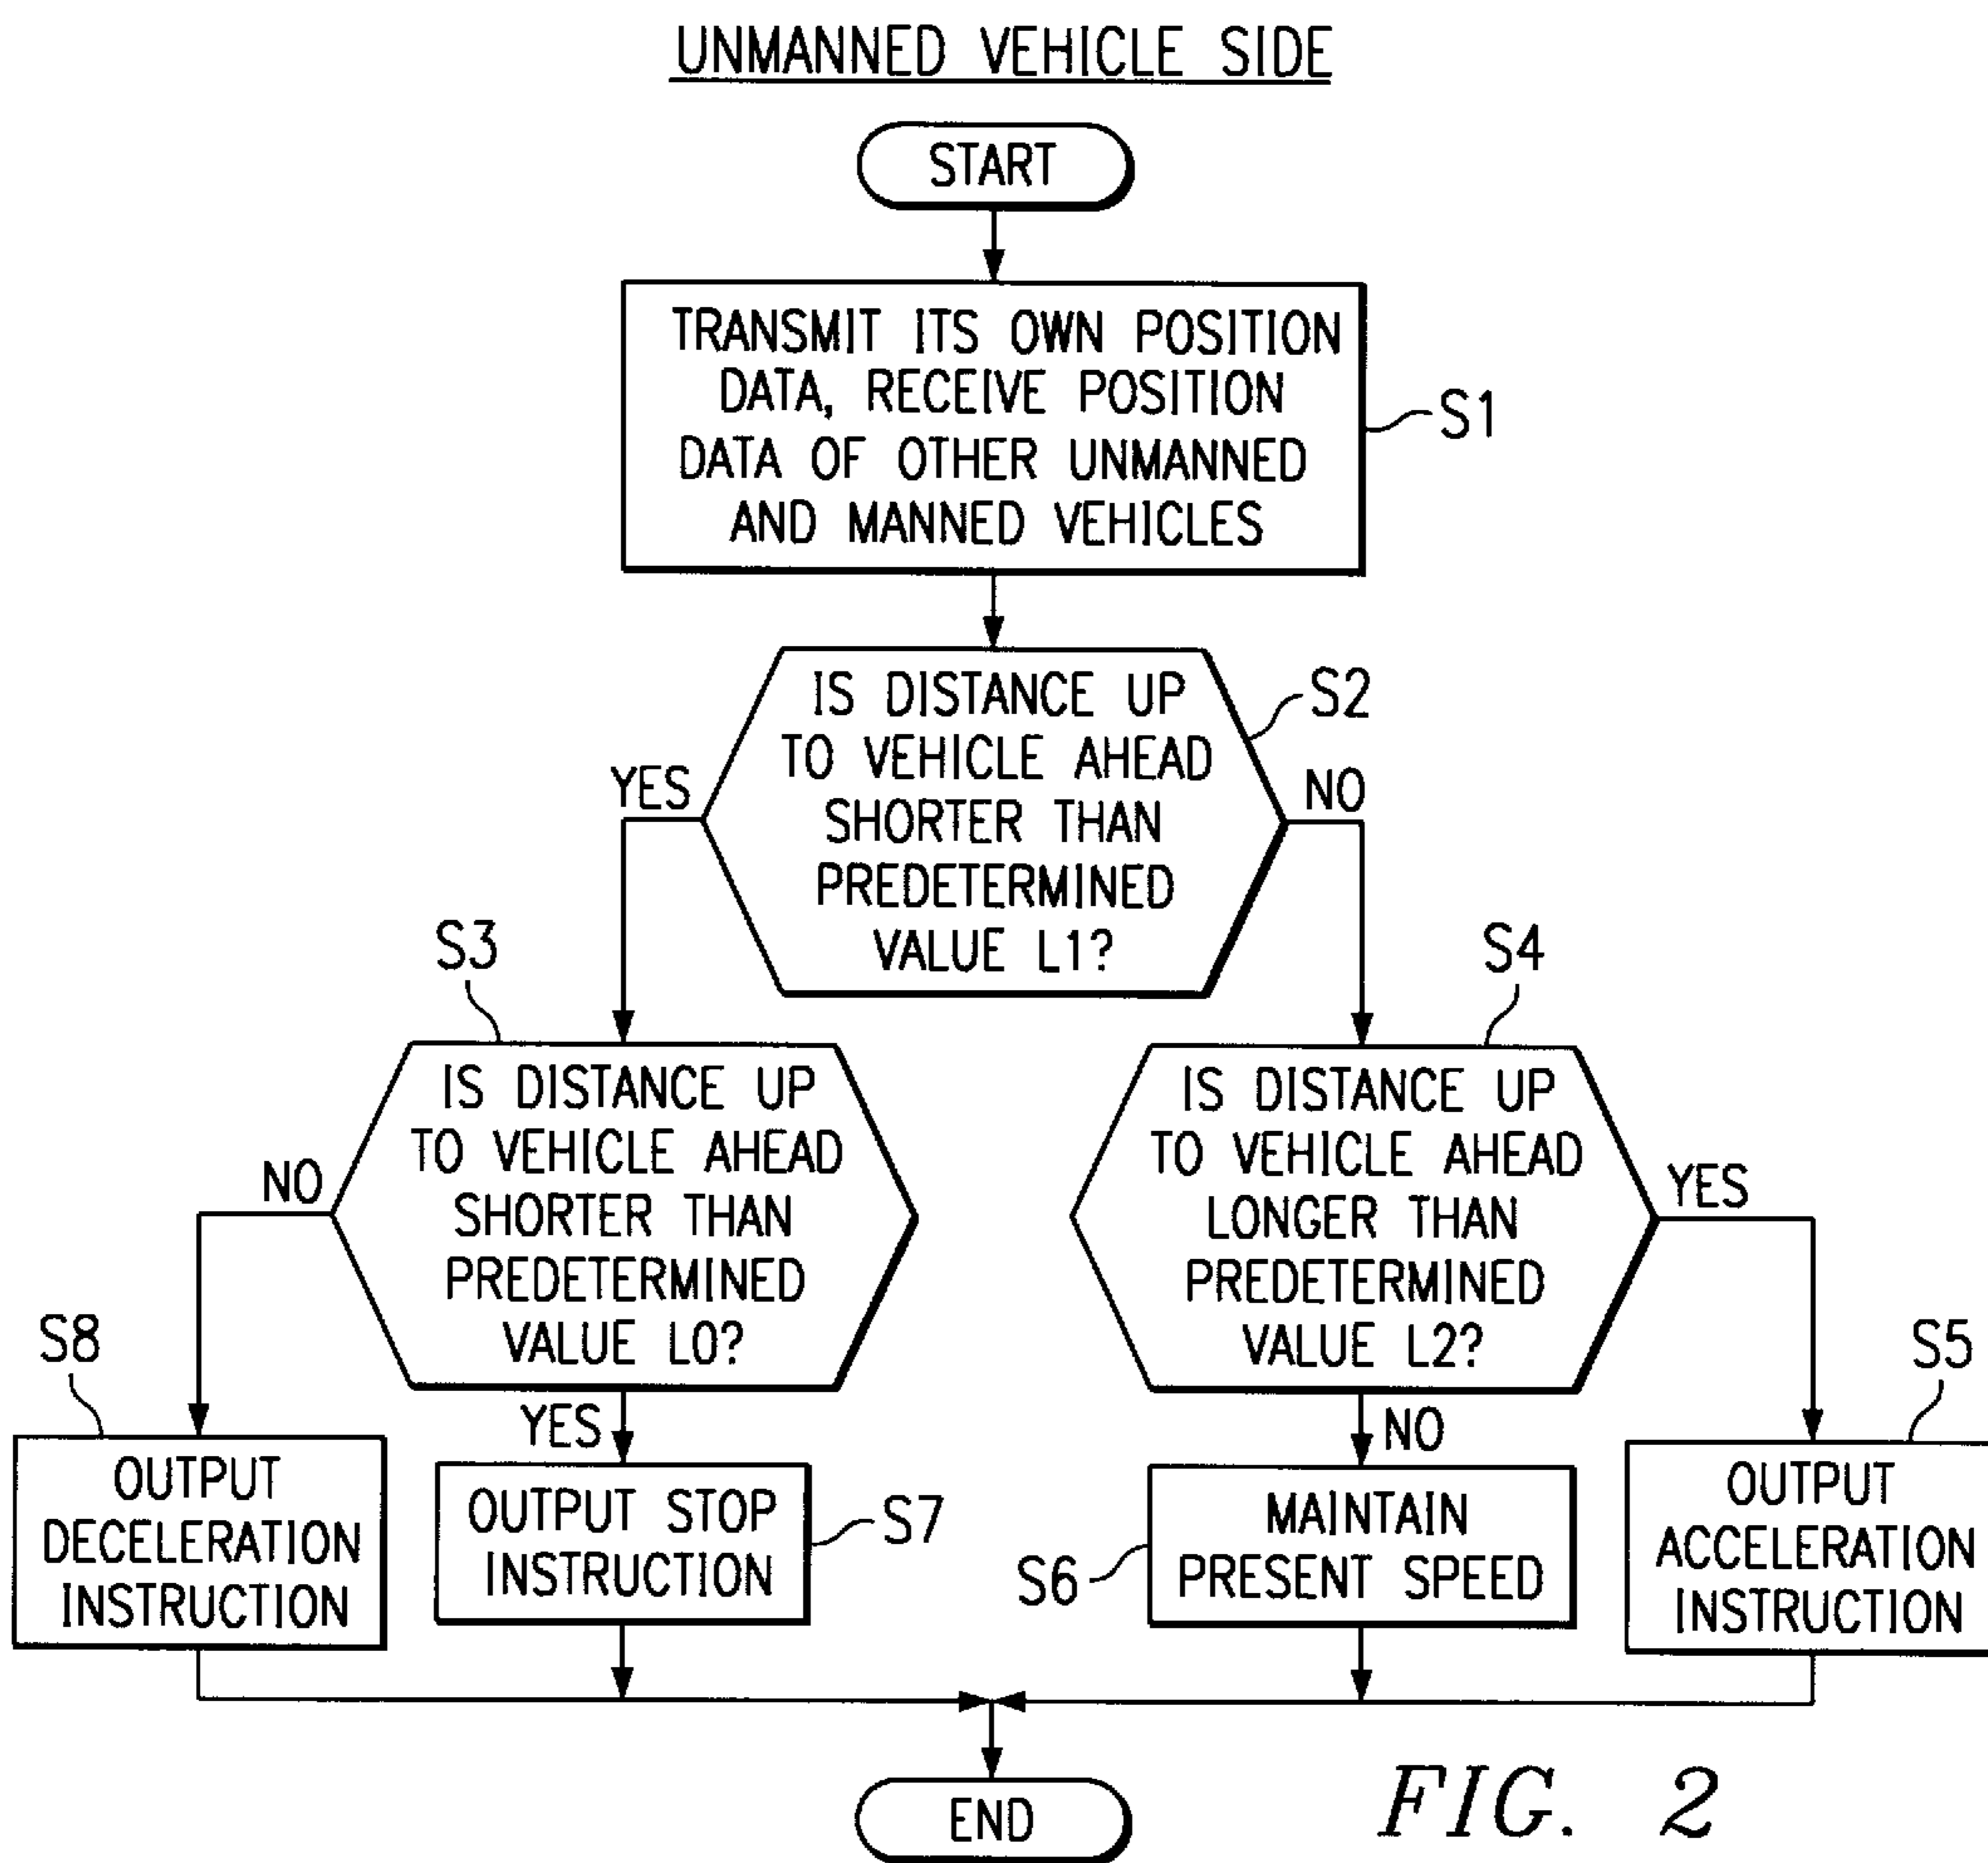 UNMANNED VEHICLE SIDE
START
TRANSMIT ITS OWN POSITION
DATA, RECEIVE POSITION
DATA OF OTHER UNMANNED
AND MANNED VEHICLES
S1
IS DISTANCE UP
TO VEHICLE AHEAD
SHORTER THAN
PREDETERMINED
VALUE L1?
S2
YES
NO
S3
IS DISTANCE UP
TO VEHICLE AHEAD
SHORTER THAN
PREDETERMINED
VALUE L0?
NO
YES
S4
IS DISTANCE UP
TO VEHICLE AHEAD
LONGER THAN
PREDETERMINED
VALUE L2?
YES
NO
S8
OUTPUT
DECELERATION
INSTRUCTION
OUTPUT STOP
INSTRUCTION
S7
S6
MAINTAIN
PRESENT SPEED
S5
OUTPUT
ACCELERATION
INSTRUCTION
END
FIG. 2